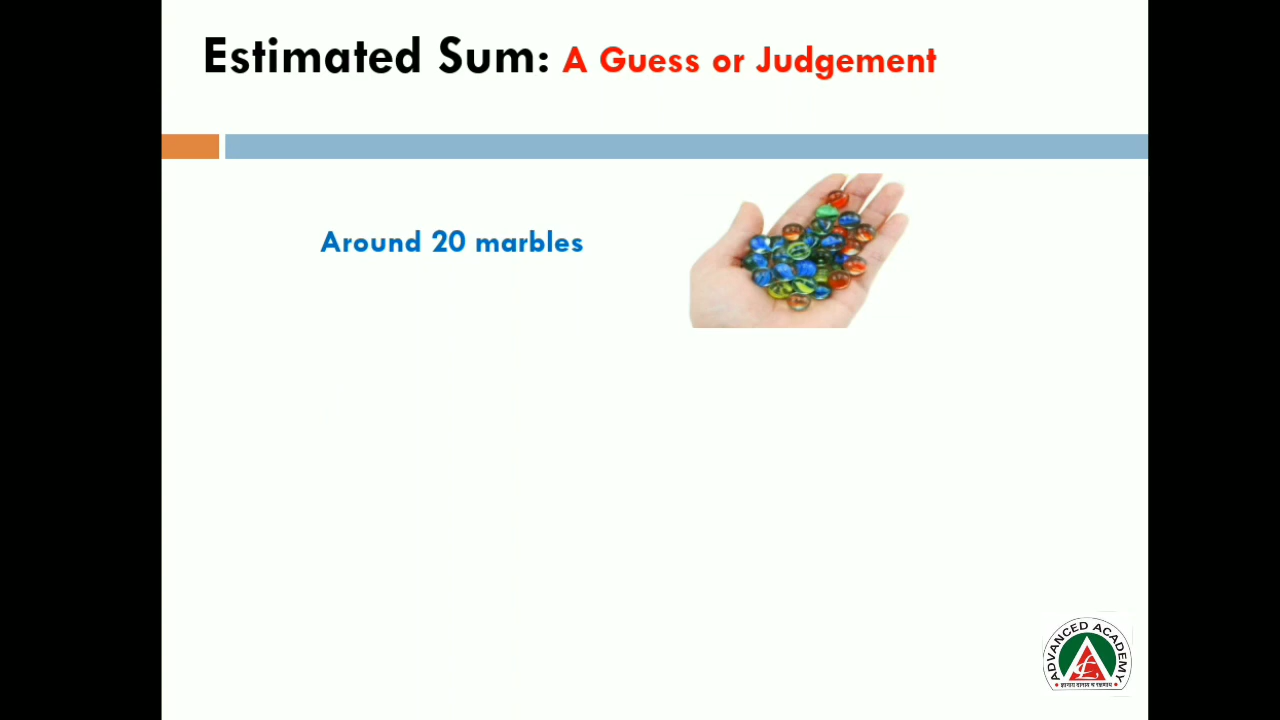 Estimated Sum: A Guess or Judgement
Around 20 marbles
ADVANCED ACADEMY